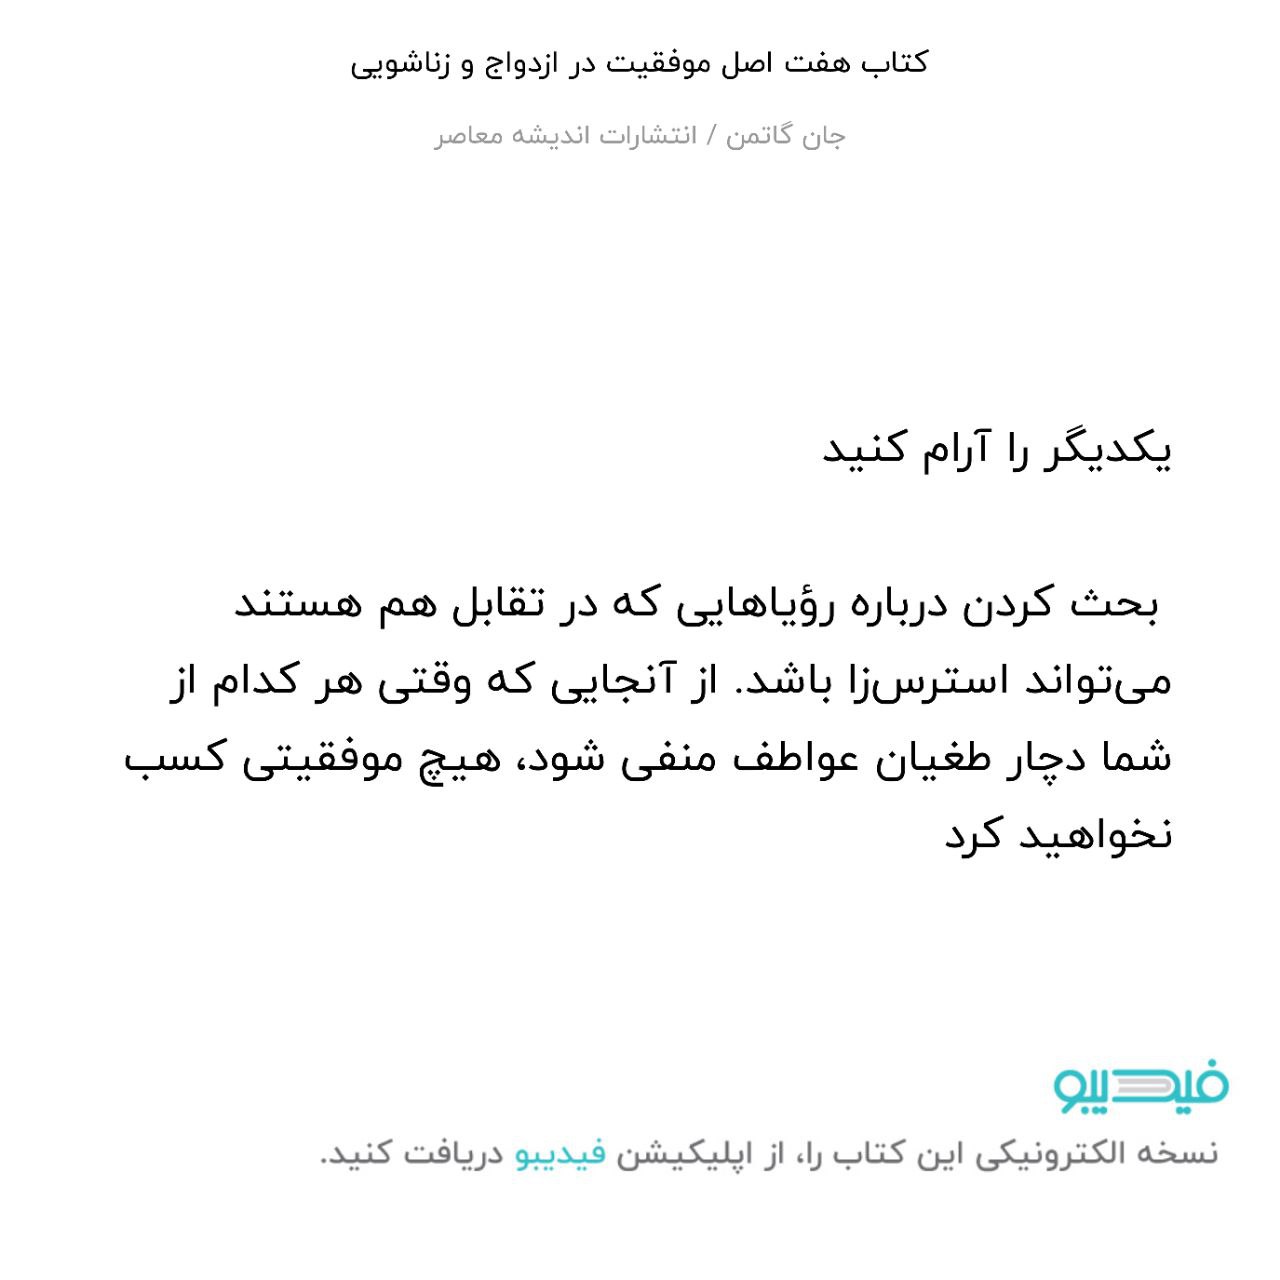 کتاب هفت اصل موفقیت در ازدواج و زناشویی
جان گاتمن / انتشارات اندیشه معاصر
یکدیگر را آرام کنید
بحث کردن درباره رؤیاهایی که در تقابل هم هستند
می‌تواند استرس‌زا باشد. از آنجایی که وقتی هر کدام از
شما دچار طغیان عواطف منفی شود، هیچ موفقیتی کسب
نخواهید کرد
فیدیبو
نسخه الکترونیکی این کتاب را، از اپلیکیشن فیدیبو دریافت کنید.